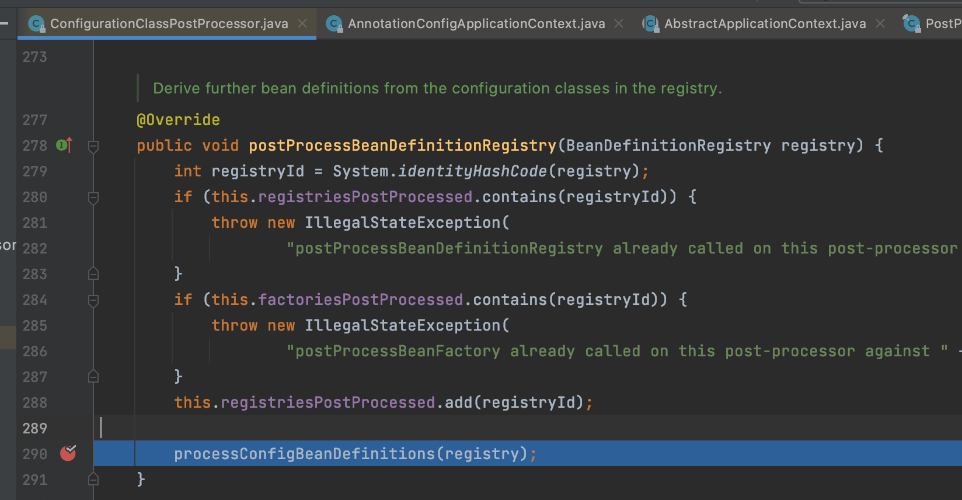 ConfigurationClassPostProcessor.java × AnnotationConfigApplicationContext.java × AbstractApplicationContext.java × PostP
273
Derive further bean definitions from the configuration classes in the registry.
277 @Override
278 public void postProcessBeanDefinitionRegistry(BeanDefinitionRegistry registry) {
279 int registryId = System.identityHashCode(registry);
280 if (this.registriesPostProcessed.contains(registryId)) {
281 throw new IllegalStateException(
sor 282 "postProcessBeanDefinitionRegistry already called on this post-processor
283 }
284 if (this.factoriesPostProcessed.contains(registryId)) {
285 throw new IllegalStateException(
286 "postProcessBeanFactory already called on this post-processor against " +
287 }
288 this.registriesPostProcessed.add(registryId);
289
290 processConfigBeanDefinitions(registry);
291 }